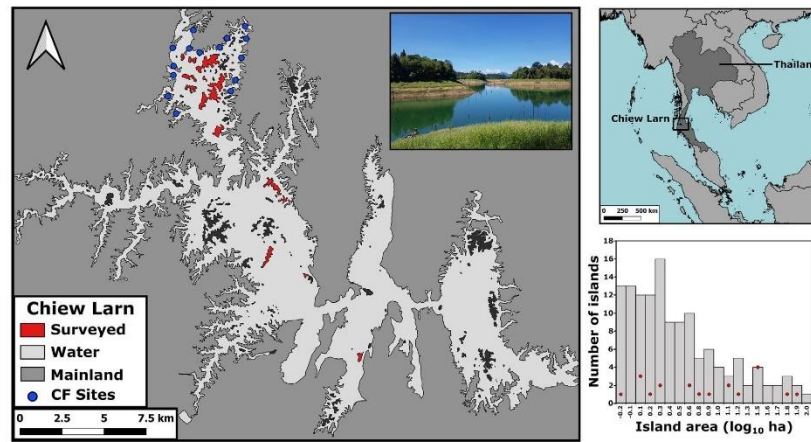 Chiew Larn
Surveyed
Water
Mainland
CF Sites
0 2.5 5 7.5 km
Thailan
Chiew Larn
0 250 500 km
Number of islands
18
16
14
12
10
8
6
4
2
0
Island area (log₁₀ ha)